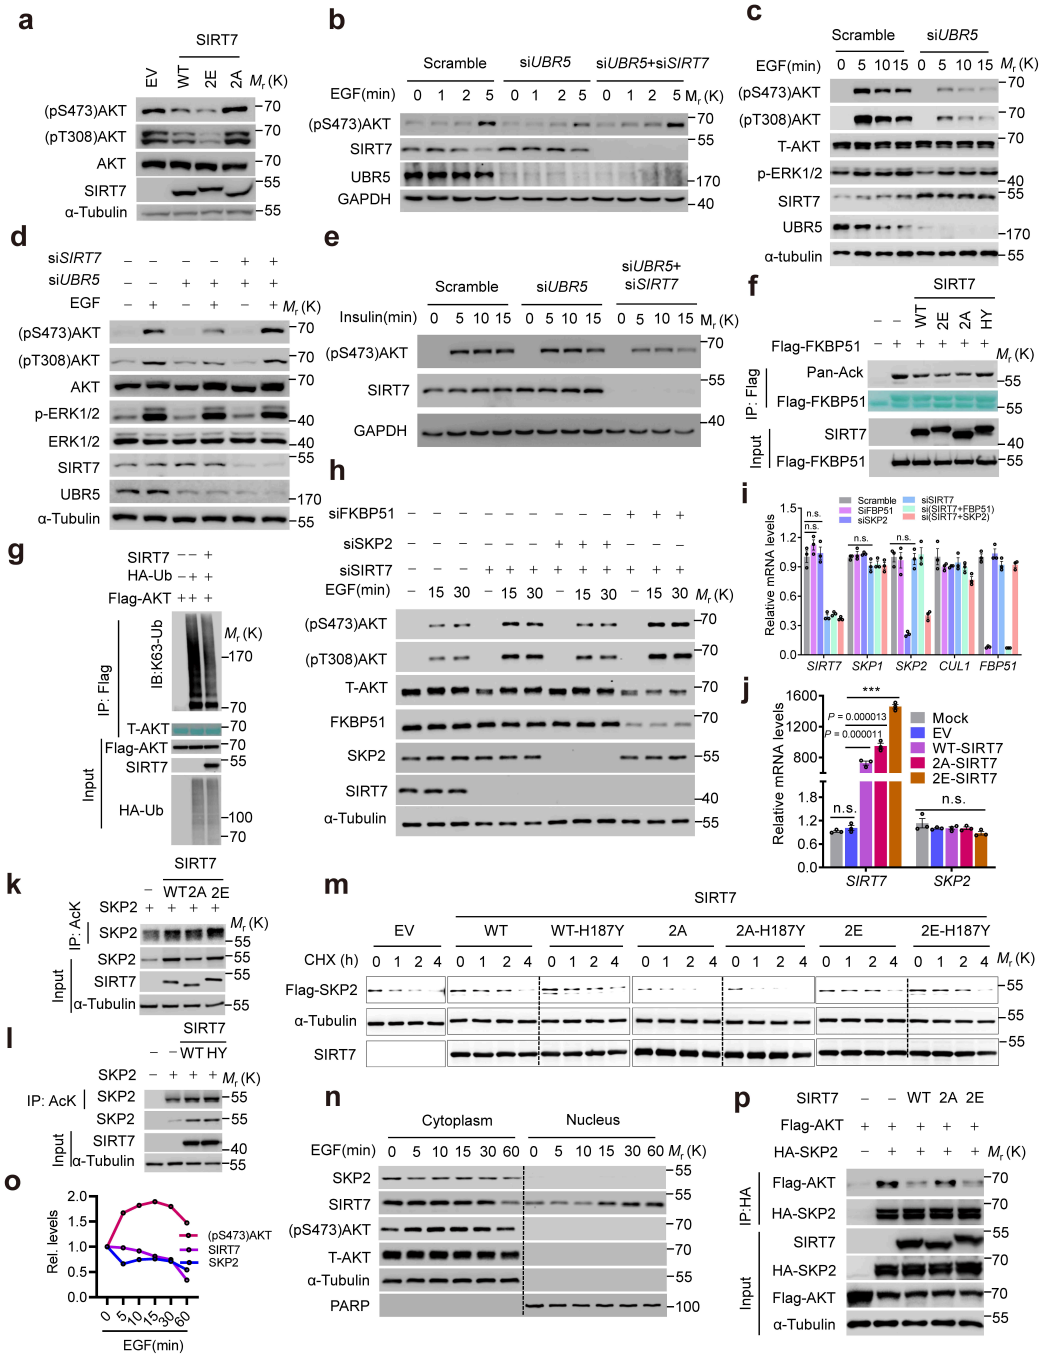 a
SIRT7
EV WT 2E 2A Mr (K)
(pS473)AKT 70
(pT308)AKT 70
AKT 70
SIRT7 55
α-Tubulin 55
b
Scramble siUBR5 siUBR5+siSIRT7
EGF(min) 0 1 2 5 0 1 2 5 0 1 2 5 Mr (K)
(pS473)AKT 70
SIRT7 55
UBR5 170
GAPDH 40
c
Scramble siUBR5
EGF(min) 0 5 10 15 0 5 10 15 Mr (K)
(pS473)AKT 70
(pT308)AKT 70
T-AKT 70
p-ERK1/2 40
SIRT7 55
UBR5 170
α-tubulin 55
d
siSIRT7 – – – – + +
siUBR5 – – + + + +
EGF – + – + – + Mr (K)
(pS473)AKT 70
(pT308)AKT 70
AKT 70
p-ERK1/2 40
ERK1/2 40
SIRT7 55
UBR5 170
α-Tubulin 55
e
Scramble siUBR5 siUBR5+
siSIRT7
Insulin(min) 0 5 10 15 0 5 10 15 0 5 10 15 Mr (K)
(pS473)AKT 70
SIRT7 55
GAPDH 40
f
SIRT7
– – WT 2E 2A HY
Flag-FKBP51 – + + + + + Mr (K)
IP: Flag
Pan-Ack 55
Flag-FKBP51 55
Input
SIRT7 40
Flag-FKBP51 55
g
SIRT7 – – +
HA-Ub – + +
Flag-AKT + + +
IP: Flag
IB:K63-Ub
Mr (K)
170
70
T-AKT 70
Input
Flag-AKT 70
SIRT7 55
HA-Ub
100
70
h
siFKBP51 – – – – – – – – – + + +
siSKP2 – – – – – – + + + – – –
siSIRT7 – – – + + + + + + + + +
EGF(min) – 15 30 – 15 30 – 15 30 – 15 30 Mr (K)
(pS473)AKT 70
(pT308)AKT 70
T-AKT 70
FKBP51 70
SKP2 55
SIRT7 40
α-Tubulin 55
i
Scramble siSIRT7
SiFBP51 si(SIRT7+FBP51)
siSKP2 si(SIRT7+SKP2)
Relative mRNA levels
1.5
1.2
0.9
0.6
0.3
0
n.s.
n.s.
n.s.
n.s.
SIRT7 SKP1 SKP2 CUL1 FBP51
j
Relative mRNA levels
1600
1200
800
1.8
1.2
0.6
0.0
***
P = 0.000013
P = 0.000011
n.s.
n.s.
Mock
EV
WT-SIRT7
2A-SIRT7
2E-SIRT7
SIRT7 SKP2
k
SIRT7
– WT 2A 2E
SKP2 + + + + Mr (K)
IP: AcK
SKP2 55
Input
SKP2 55
SIRT7
α-Tubulin 55
l
SIRT7
– – WT HY
SKP2 – + + + Mr (K)
IP: AcK SKP2 55
Input
SKP2 55
SIRT7 40
α-Tubulin 55
m
SIRT7
EV WT WT-H187Y 2A 2A-H187Y 2E 2E-H187Y
CHX (h) 0 1 2 4 0 1 2 4 0 1 2 4 0 1 2 4 0 1 2 4 0 1 2 4 0 1 2 4 Mr (K)
Flag-SKP2 55
α-Tubulin 55
SIRT7 55
n
Cytoplasm Nucleus
EGF(min) 0 5 10 15 30 60 0 5 10 15 30 60 Mr (K)
SKP2 55
SIRT7 55
(pS473)AKT 70
T-AKT 70
α-Tubulin 55
PARP 100
o
Rel. levels
2.0
1.5
1.0
0.5
0.0
(pS473)AKT
SIRT7
SKP2
0 5 10 15 30 60
EGF(min)
p
SIRT7 – – WT 2A 2E
Flag-AKT + + + + +
HA-SKP2 – + + + + Mr (K)
IP:HA
Flag-AKT 70
HA-SKP2 55
Input
SIRT7 55
HA-SKP2 55
Flag-AKT 70
α-Tubulin 55